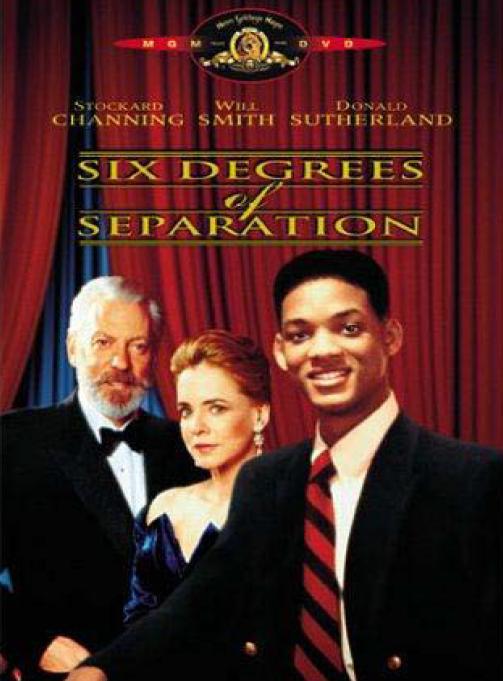 MGM DVD
STOCKARD WILL DONALD
CHANNING SMITH SUTHERLAND
SIX DEGREES
of
SEPARATION